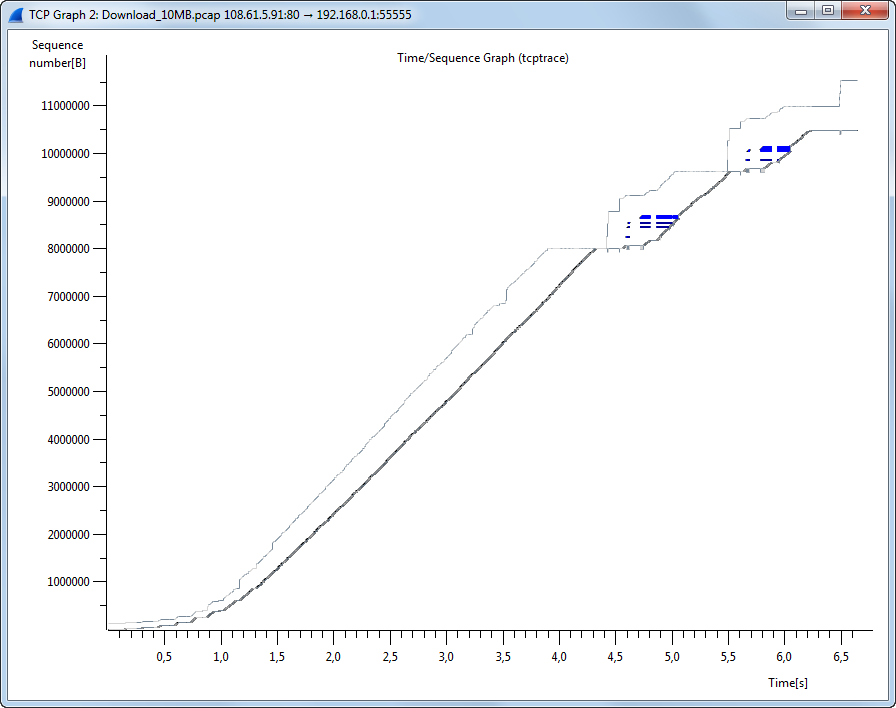 TCP Graph 2: Download_10MB.pcap 108.61.5.91:80 → 192.168.0.1:55555
Sequence
number[B]
Time/Sequence Graph (tcptrace)
11000000
10000000
9000000
8000000
7000000
6000000
5000000
4000000
3000000
2000000
1000000
0,5 1,0 1,5 2,0 2,5 3,0 3,5 4,0 4,5 5,0 5,5 6,0 6,5
Time[s]